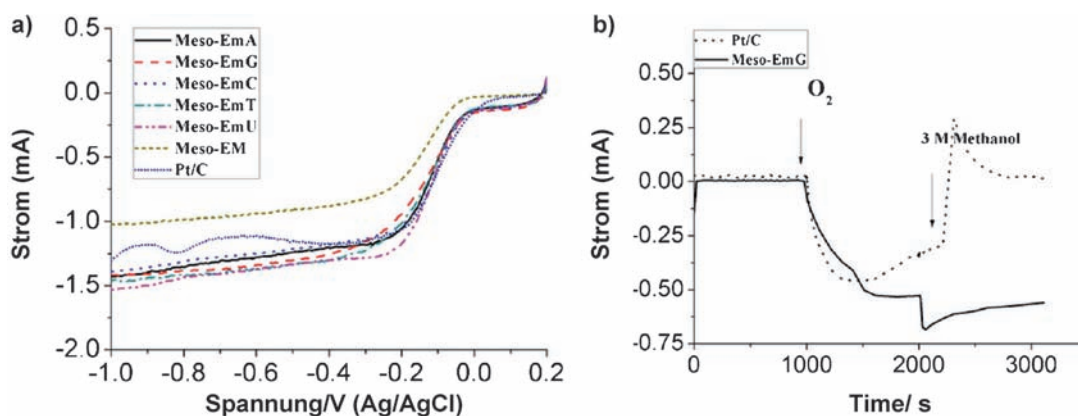 a)
Strom (mA)
0.5
0.0
-0.5
-1.0
-1.5
-2.0
Meso-EmA
Meso-EmG
Meso-EmC
Meso-EmT
Meso-EmU
Meso-EM
Pt/C
-1.0 -0.8 -0.6 -0.4 -0.2 0.0 0.2
Spannung/V (Ag/AgCl)
b)
Strom (mA)
0.50
0.25
0.00
-0.25
-0.50
-0.75
Pt/C
Meso-EmG
O2
3 M Methanol
0 1000 2000 3000
Time/ s